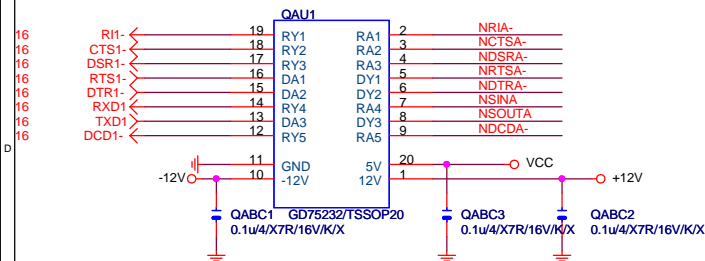 QAU1
16 RI1- 19 RY1 RA1 2 NRIA-
16 CTS1- 18 RY2 RA2 3 NCTSA-
16 DSR1- 17 RY3 RA3 4 NDSRA-
16 RTS1- 16 DA1 DY1 5 NRTSA-
16 DTR1- 15 DA2 DY2 6 NDTRA-
16 RXD1 14 RY4 RA4 7 NSINA
16 TXD1 13 DA3 DY3 8 NSOUTA
16 DCD1- 12 RY5 RA5 9 NDCDA-
D
11 GND 5V 20 VCC
-12V 10 -12V 12V 1 +12V
QABC1 GD75232/TSSOP20 QABC3 QABC2
0.1u/4/X7R/16V/K/X 0.1u/4/X7R/16V/K/X 0.1u/4/X7R/16V/K/X